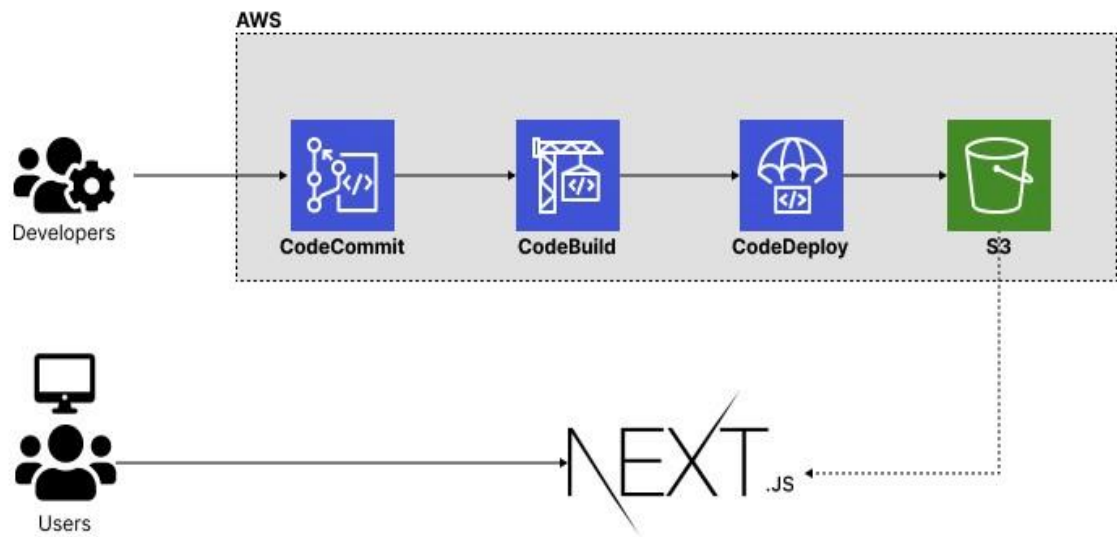 AWS
</>
</>
</>
Developers
CodeCommit
CodeBuild
CodeDeploy
S3
NEXT.JS
Users